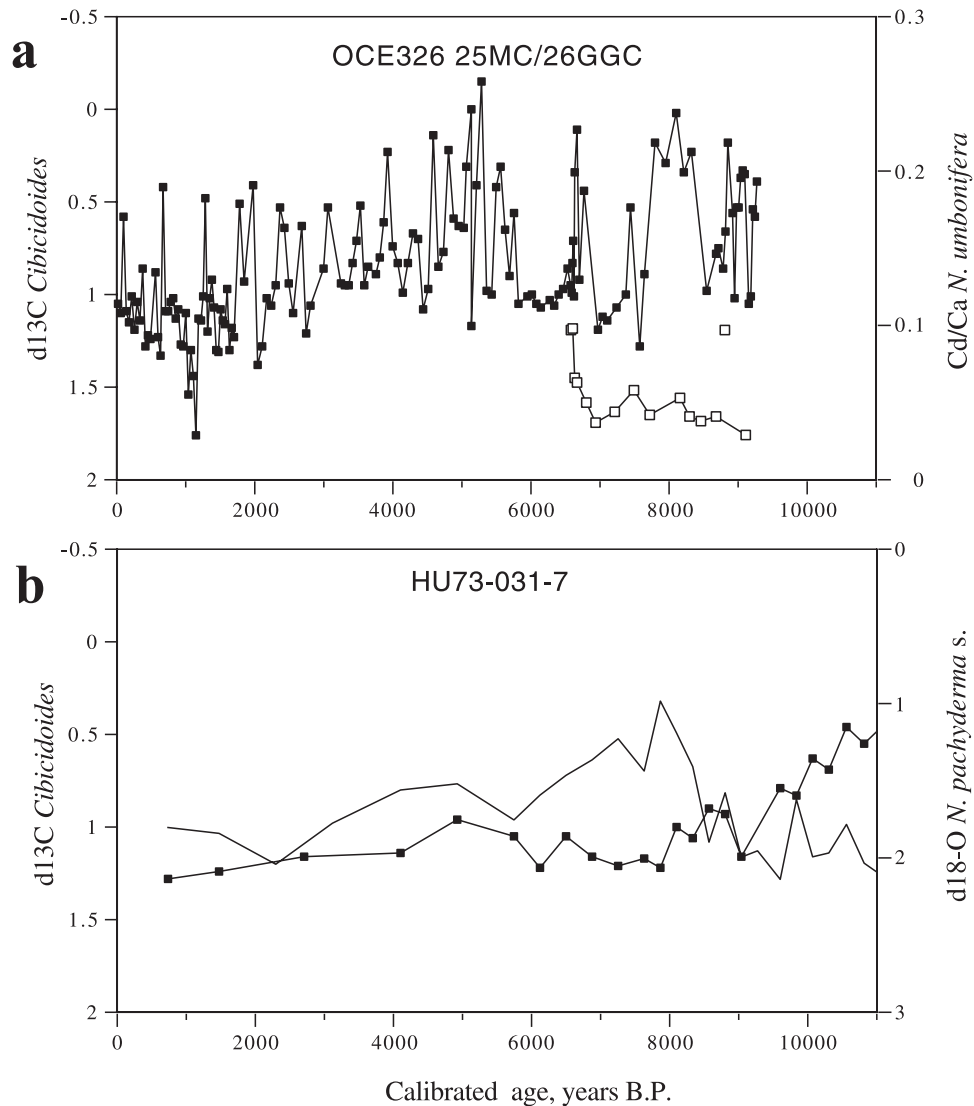 a
OCE326 25MC/26GGC
-0.5
0
0.5
1
1.5
2
d13C Cibicidoides
0.3
0.2
0.1
0
Cd/Ca N. umbonifera
0 2000 4000 6000 8000 10000
b
HU73-031-7
-0.5
0
0.5
1
1.5
2
d13C Cibicidoides
0
1
2
3
d18-O N. pachyderma s.
0 2000 4000 6000 8000 10000
Calibrated age, years B.P.